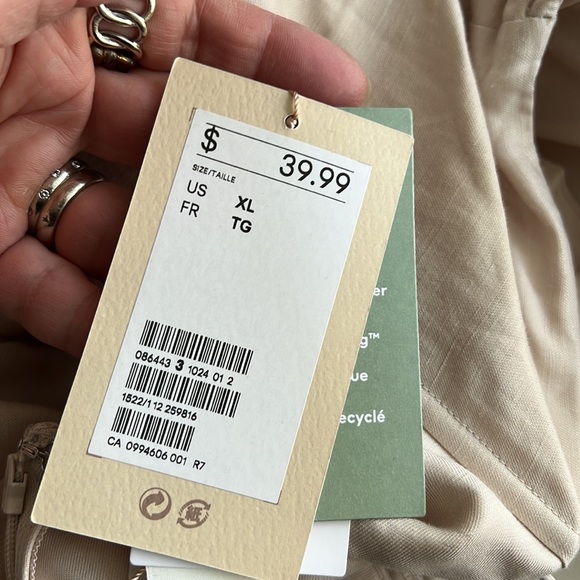 $ 39.99
SIZE/TAILLE
US XL
FR TG
086443 3 1024 01 2
1522/112 259816
CA 0994606 001 R7
er
g™
ue
ecyclé